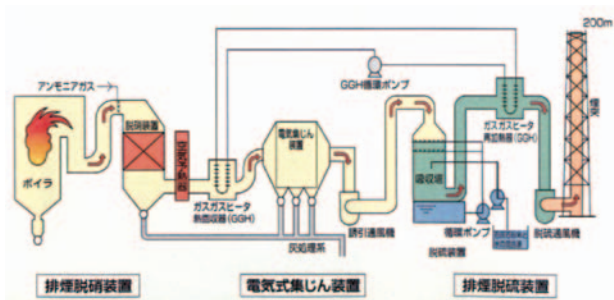 200m
アンモニアガス
GGH循環ポンプ
脱硝装置
電気集じん
装置
ガスガスヒータ
再加熱器(GGH)
煙突
空気予熱器
ボイラ
吸収塔
ガスガスヒータ
熱回収器(GGH)
誘引通風機
循環ポンプ
脱硫通風機
灰処理系
脱硫装置
排煙脱硝装置
電気式集じん装置
排煙脱硫装置